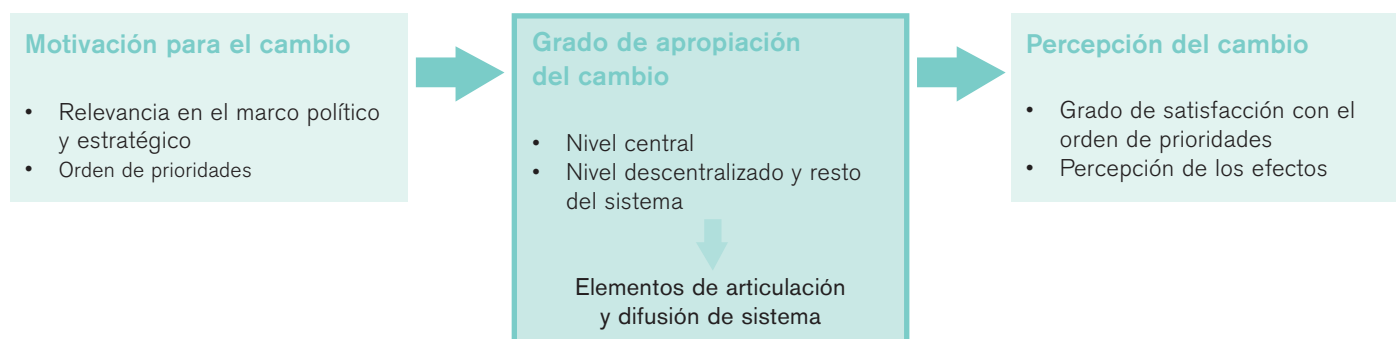 Motivación para el cambio
• Relevancia en el marco político
y estratégico
• Orden de prioridades
Grado de apropiación
del cambio
• Nivel central
• Nivel descentralizado y resto
del sistema
Elementos de articulación
y difusión de sistema
Percepción del cambio
• Grado de satisfacción con el
orden de prioridades
• Percepción de los efectos